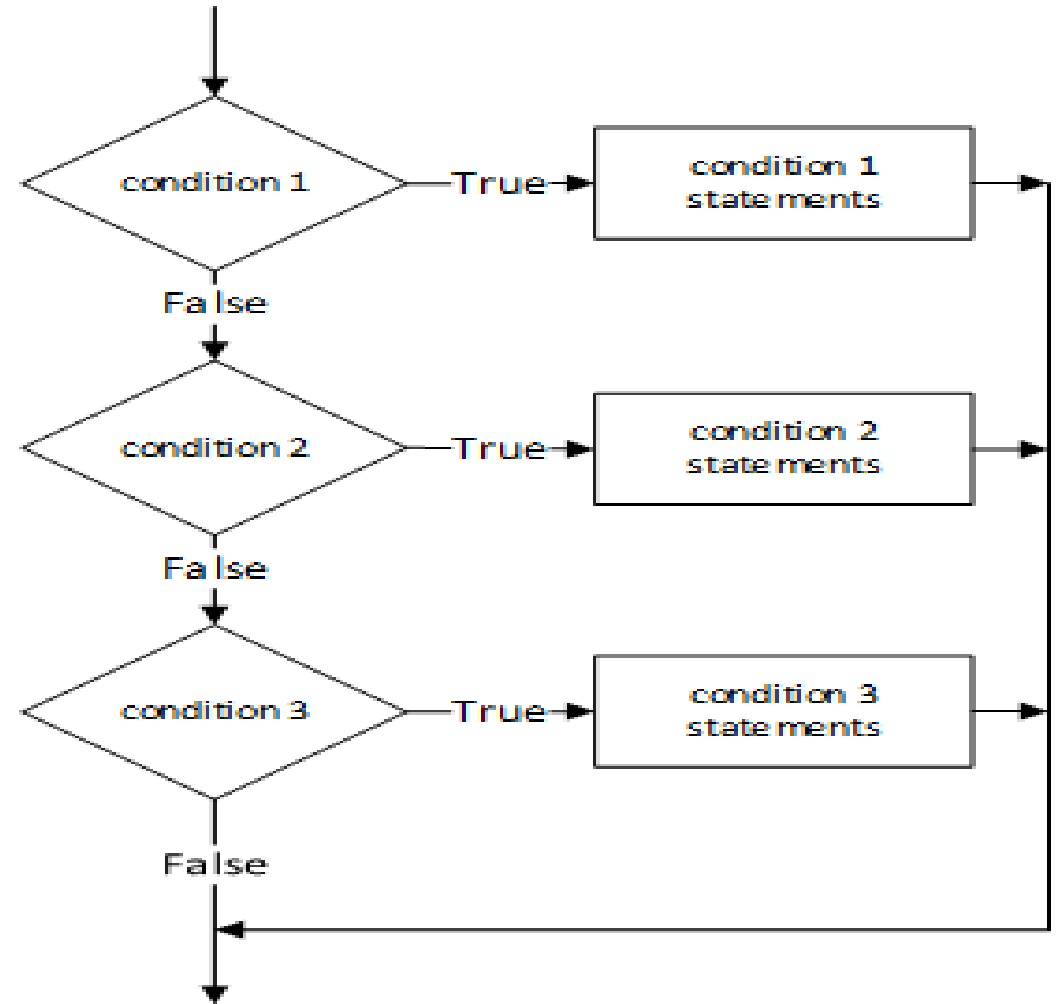 condition 1
True
condition 1
statements
False
condition 2
True
condition 2
statements
False
condition 3
True
condition 3
statements
False